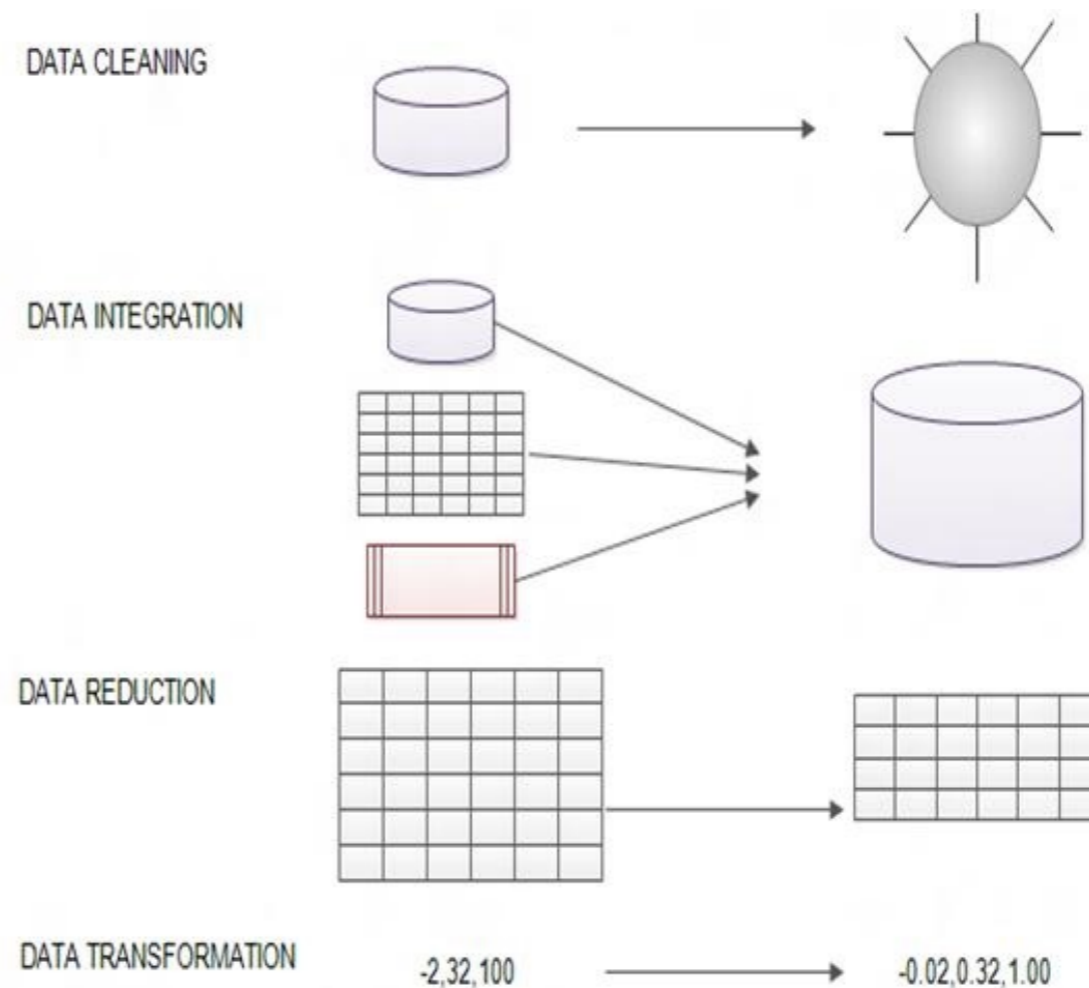 DATA CLEANING
DATA INTEGRATION
DATA REDUCTION
DATA TRANSFORMATION -2,32,100 -0.02,0.32,1.00